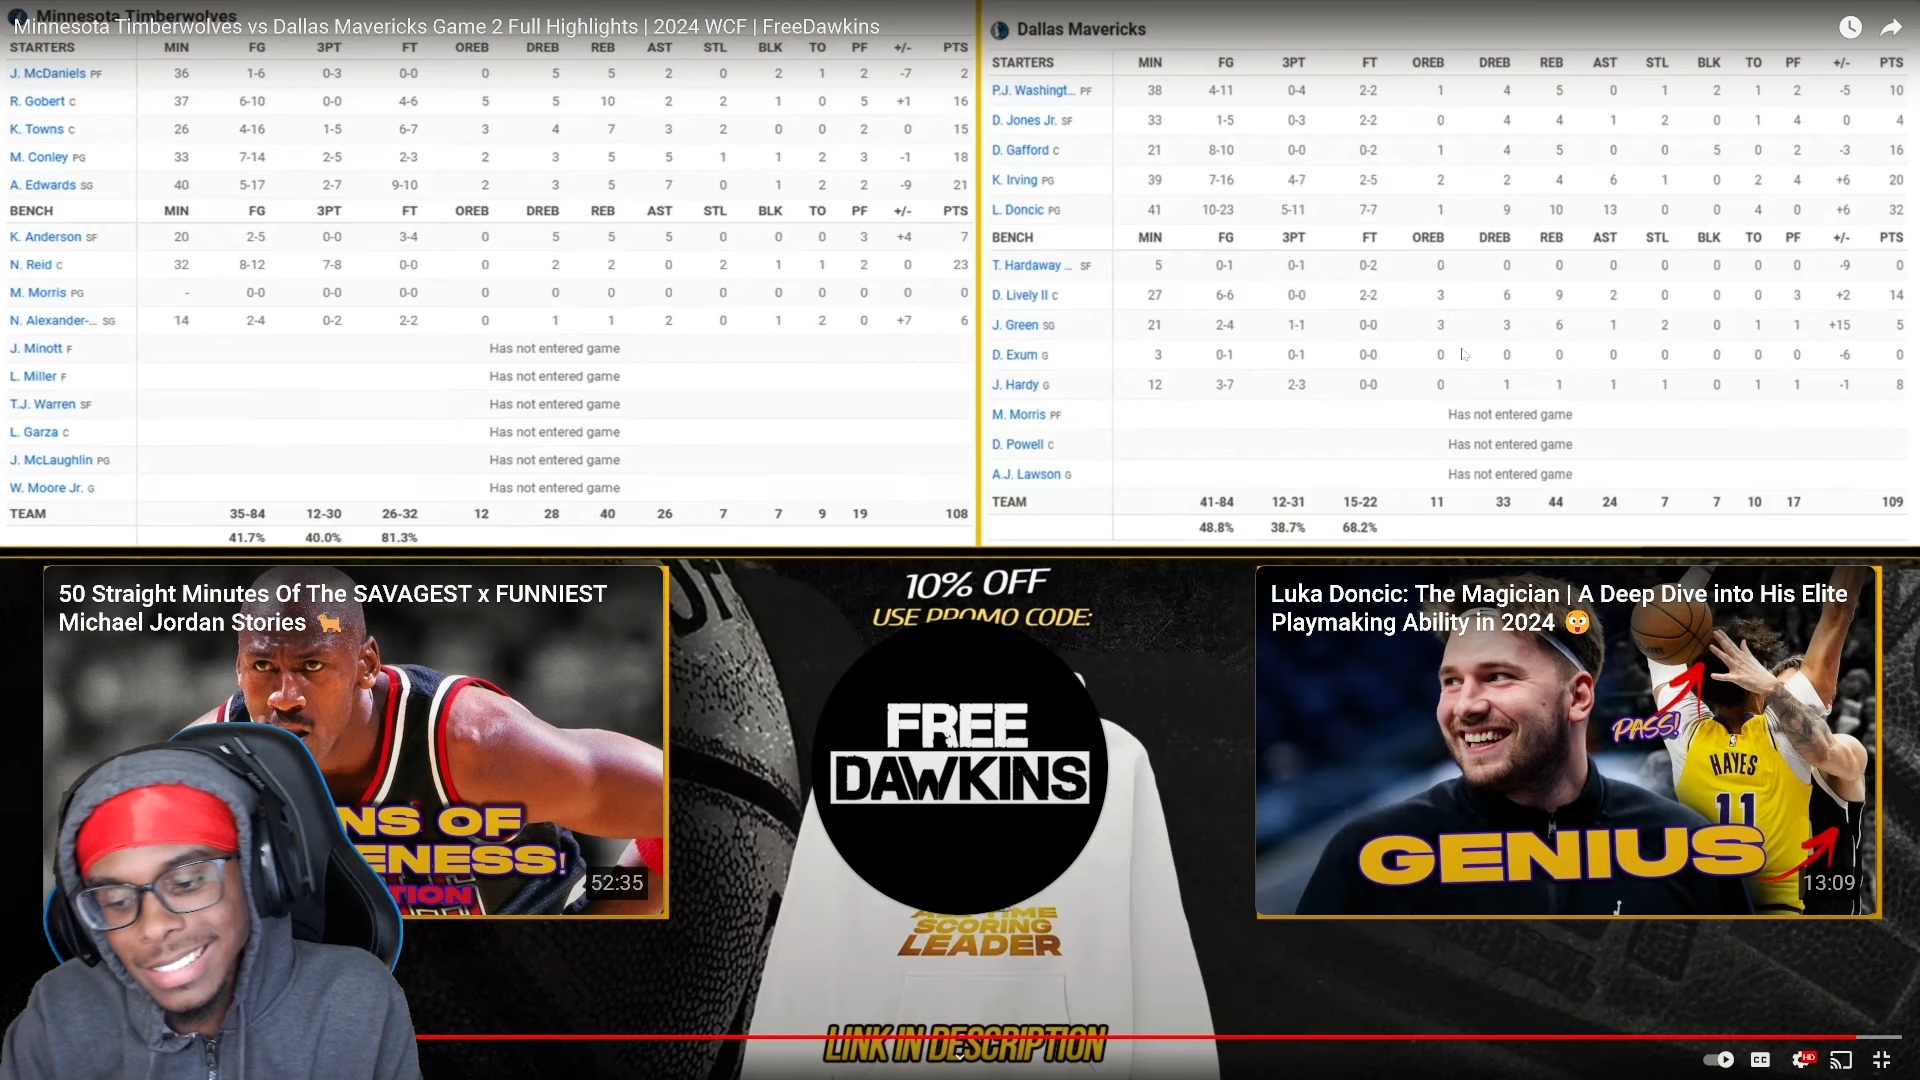 Minnesota Timberwolves
Minnesota Timberwolves vs Dallas Mavericks Game 2 Full Highlights | 2024 WCF | FreeDawkins
STARTERS MIN FG 3PT FT OREB DREB REB AST STL BLK TO PF +/- PTS
J. McDaniels PF 36 1-6 0-3 0-0 0 5 5 2 0 2 1 2 -7 2
R. Gobert C 37 6-10 0-0 4-6 5 5 10 2 2 1 0 5 +1 16
K. Towns C 26 4-16 1-5 6-7 3 4 7 3 2 0 0 2 0 15
M. Conley PG 33 7-14 2-5 2-3 2 3 5 5 1 1 2 3 -1 18
A. Edwards SG 40 5-17 2-7 9-10 2 3 5 7 0 1 2 2 -9 21
BENCH MIN FG 3PT FT OREB DREB REB AST STL BLK TO PF +/- PTS
K. Anderson SF 20 2-5 0-0 3-4 0 5 5 5 0 0 0 3 +4 7
N. Reid C 32 8-12 7-8 0-0 0 2 2 0 2 1 1 2 0 23
M. Morris PG - 0-0 0-0 0-0 0 0 0 0 0 0 0 0 0 0
N. Alexander-... SG 14 2-4 0-2 2-2 0 1 1 2 0 1 2 0 +7 6
J. Minott F Has not entered game
L. Miller F Has not entered game
T.J. Warren SF Has not entered game
L. Garza C Has not entered game
J. McLaughlin PG Has not entered game
W. Moore Jr. G Has not entered game
TEAM 35-84 12-30 26-32 12 28 40 26 7 7 9 19 108
41.7% 40.0% 81.3%
Dallas Mavericks
STARTERS MIN FG 3PT FT OREB DREB REB AST STL BLK TO PF +/- PTS
P.J. Washingt... PF 38 4-11 0-4 2-2 1 4 5 0 1 2 1 2 -5 10
D. Jones Jr. SF 33 1-5 0-3 2-2 0 4 4 1 2 0 1 4 0 4
D. Gafford C 21 8-10 0-0 0-2 1 4 5 0 0 5 0 2 -3 16
K. Irving PG 39 7-16 4-7 2-5 2 2 4 6 1 0 2 4 +6 20
L. Doncic PG 41 10-23 5-11 7-7 1 9 10 13 0 0 4 0 +6 32
BENCH MIN FG 3PT FT OREB DREB REB AST STL BLK TO PF +/- PTS
T. Hardaway ... SF 5 0-1 0-1 0-2 0 0 0 0 0 0 0 0 -9 0
D. Lively II C 27 6-6 0-0 2-2 3 6 9 2 0 0 0 3 +2 14
J. Green SG 21 2-4 1-1 0-0 3 3 6 1 2 0 1 1 +15 5
D. Exum G 3 0-1 0-1 0-0 0 0 0 0 0 0 0 0 -6 0
J. Hardy G 12 3-7 2-3 0-0 0 1 1 1 1 0 1 1 -1 8
M. Morris PF Has not entered game
D. Powell C Has not entered game
A.J. Lawson G Has not entered game
TEAM 41-84 12-31 15-22 11 33 44 24 7 7 10 17 109
48.8% 38.7% 68.2%
50 Straight Minutes Of The SAVAGEST x FUNNIEST
Michael Jordan Stories
NS OF
ENESS!
TION
52:35
10% OFF
USE PROMO CODE:
FREE
DAWKINS
ALL TIME
SCORING
LEADER
LINK IN DESCRIPTION
Luka Doncic: The Magician | A Deep Dive into His Elite
Playmaking Ability in 2024
PASS!
HAYES
11
GENIUS
13:09
CC
HD